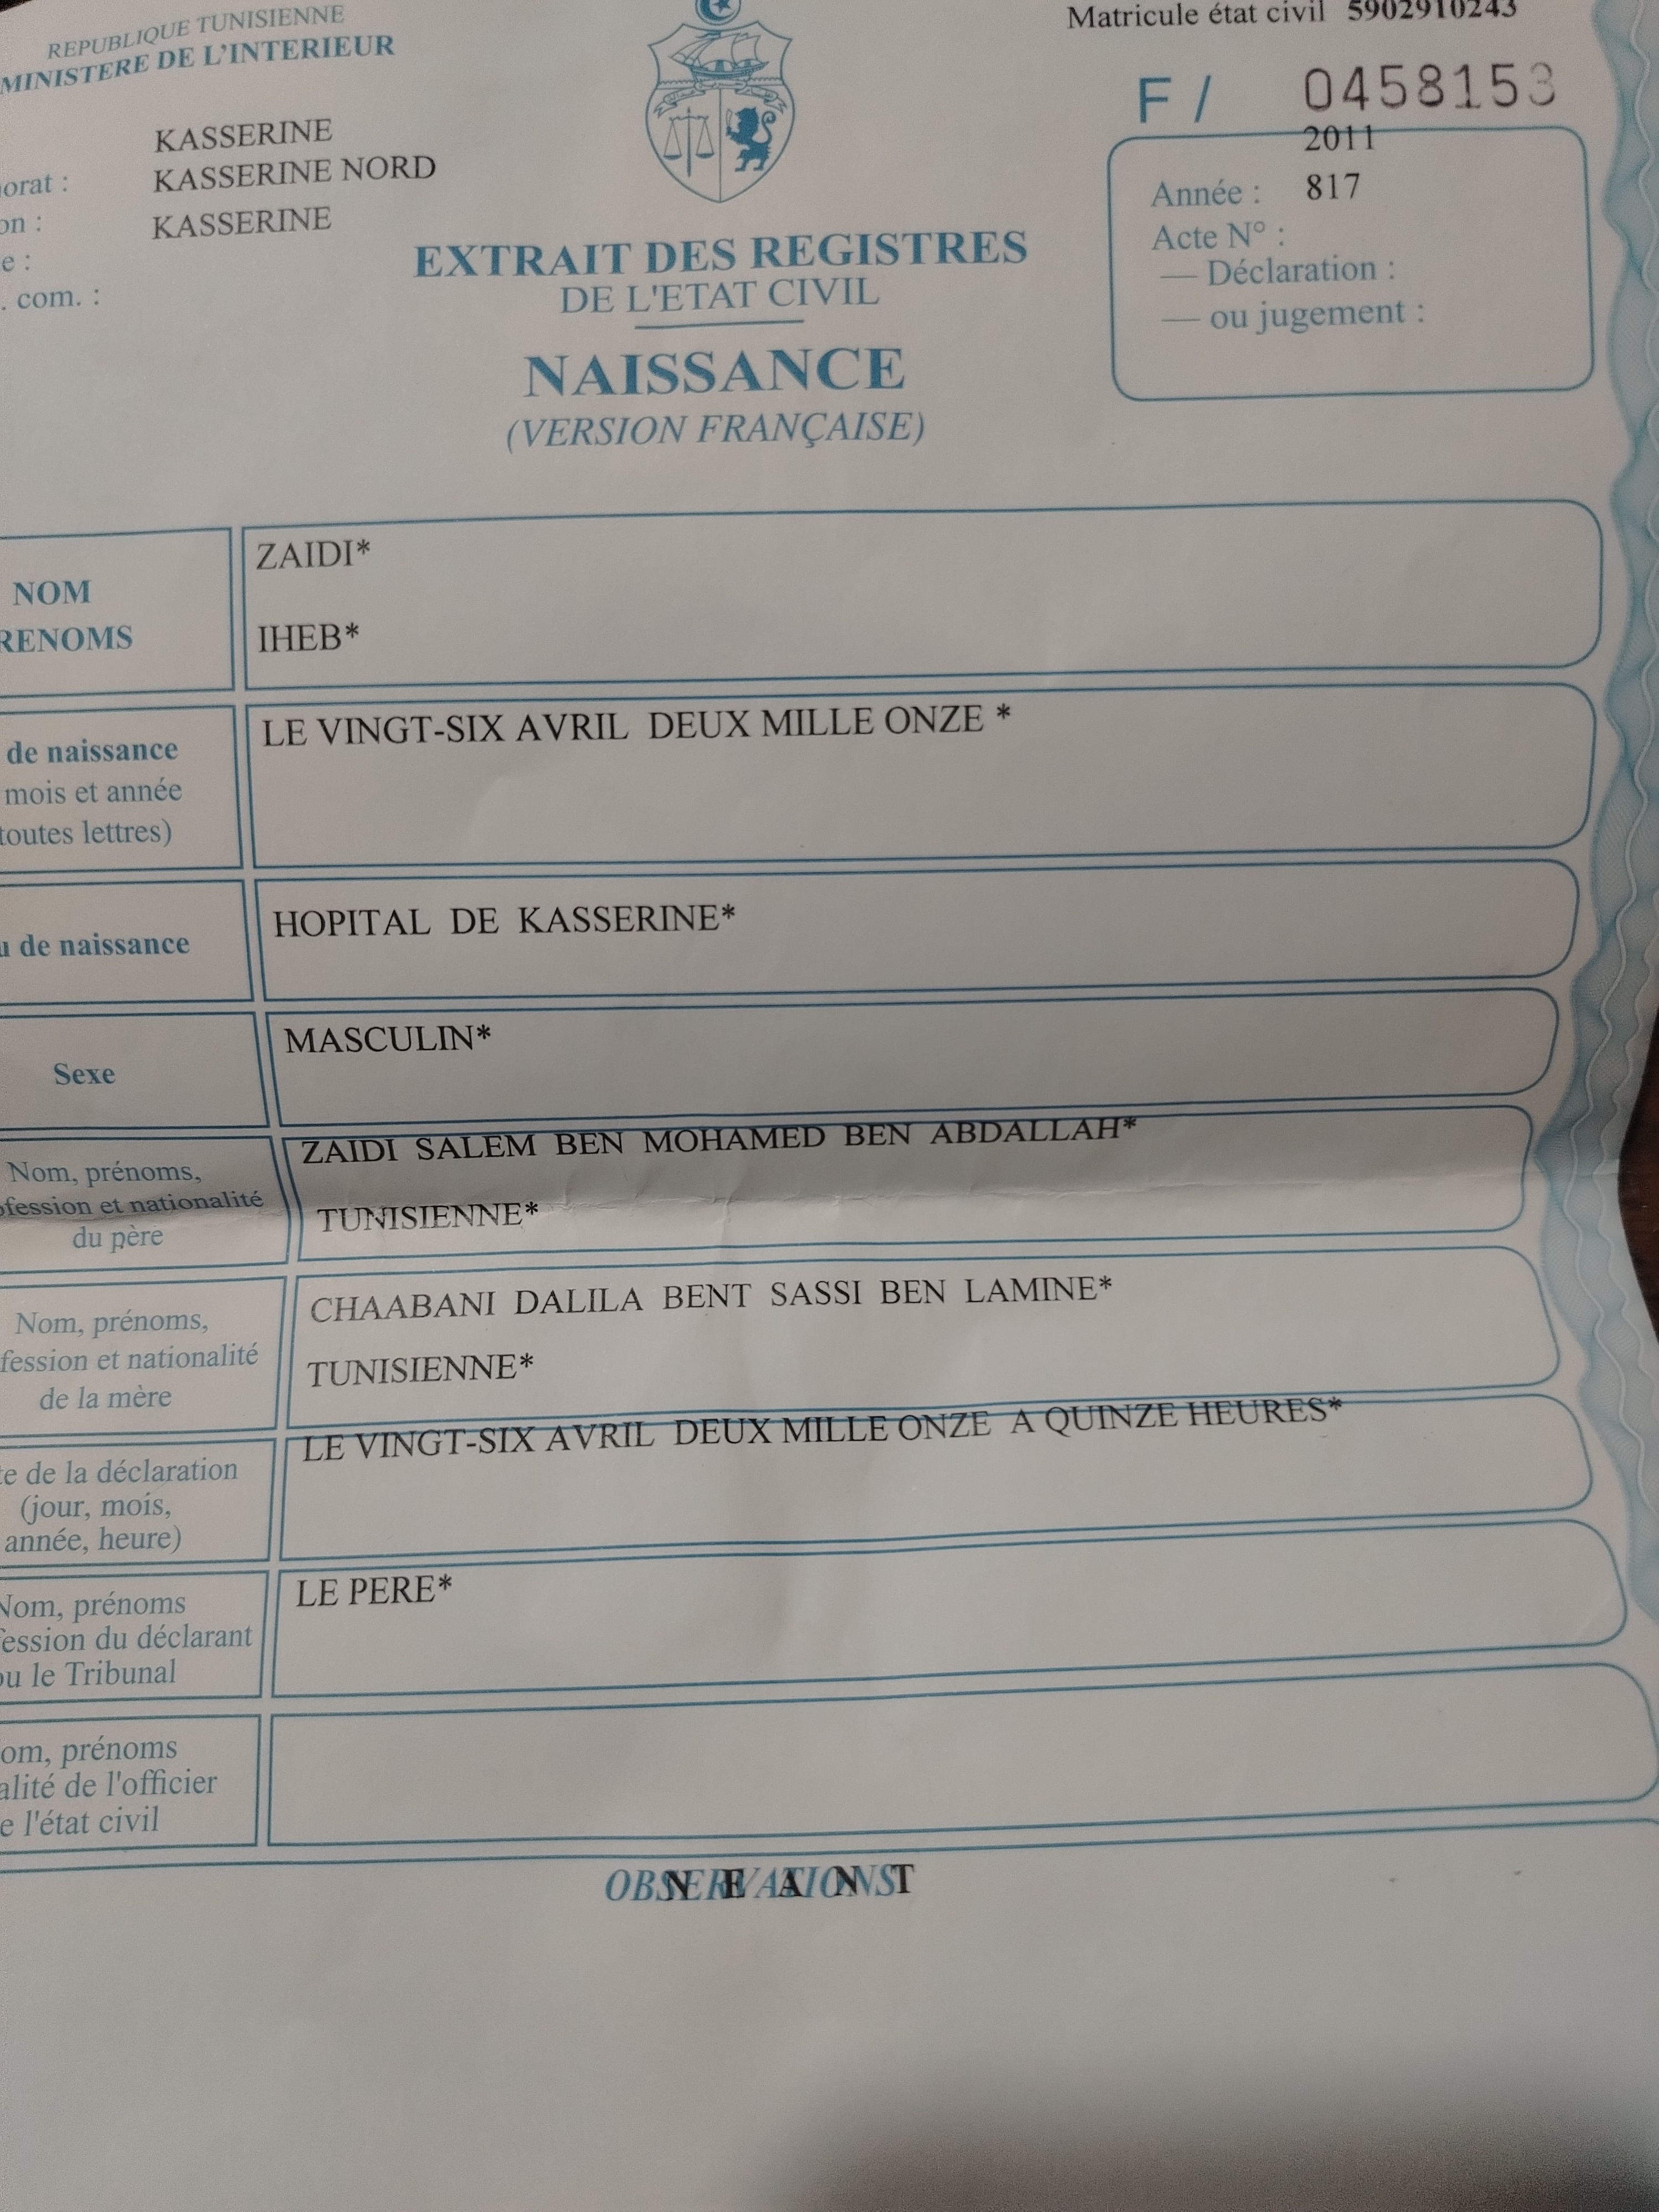 REPUBLIQUE TUNISIENNE
MINISTERE DE L'INTERIEUR
Matricule état civil 5902910243
F / 0458153
KASSERINE
orat : KASSERINE NORD
on : KASSERINE
e :
. com. :
2011
Année : 817
Acte N° :
— Déclaration :
— ou jugement :
EXTRAIT DES REGISTRES
DE L'ETAT CIVIL
NAISSANCE
(VERSION FRANÇAISE)
NOM
RENOMS
ZAIDI*
IHEB*
de naissance
mois et année
toutes lettres)
LE VINGT-SIX AVRIL DEUX MILLE ONZE *
u de naissance
HOPITAL DE KASSERINE*
Sexe
MASCULIN*
Nom, prénoms,
ofession et nationalité
du père
ZAIDI SALEM BEN MOHAMED BEN ABDALLAH*
TUNISIENNE*
Nom, prénoms,
fession et nationalité
de la mère
CHAABANI DALILA BENT SASSI BEN LAMINE*
TUNISIENNE*
te de la déclaration
(jour, mois,
année, heure)
LE VINGT-SIX AVRIL DEUX MILLE ONZE A QUINZE HEURES*
Nom, prénoms
fession du déclarant
ou le Tribunal
LE PERE*
om, prénoms
alité de l'officier
e l'état civil
OBSERVATIONS
N E A N T